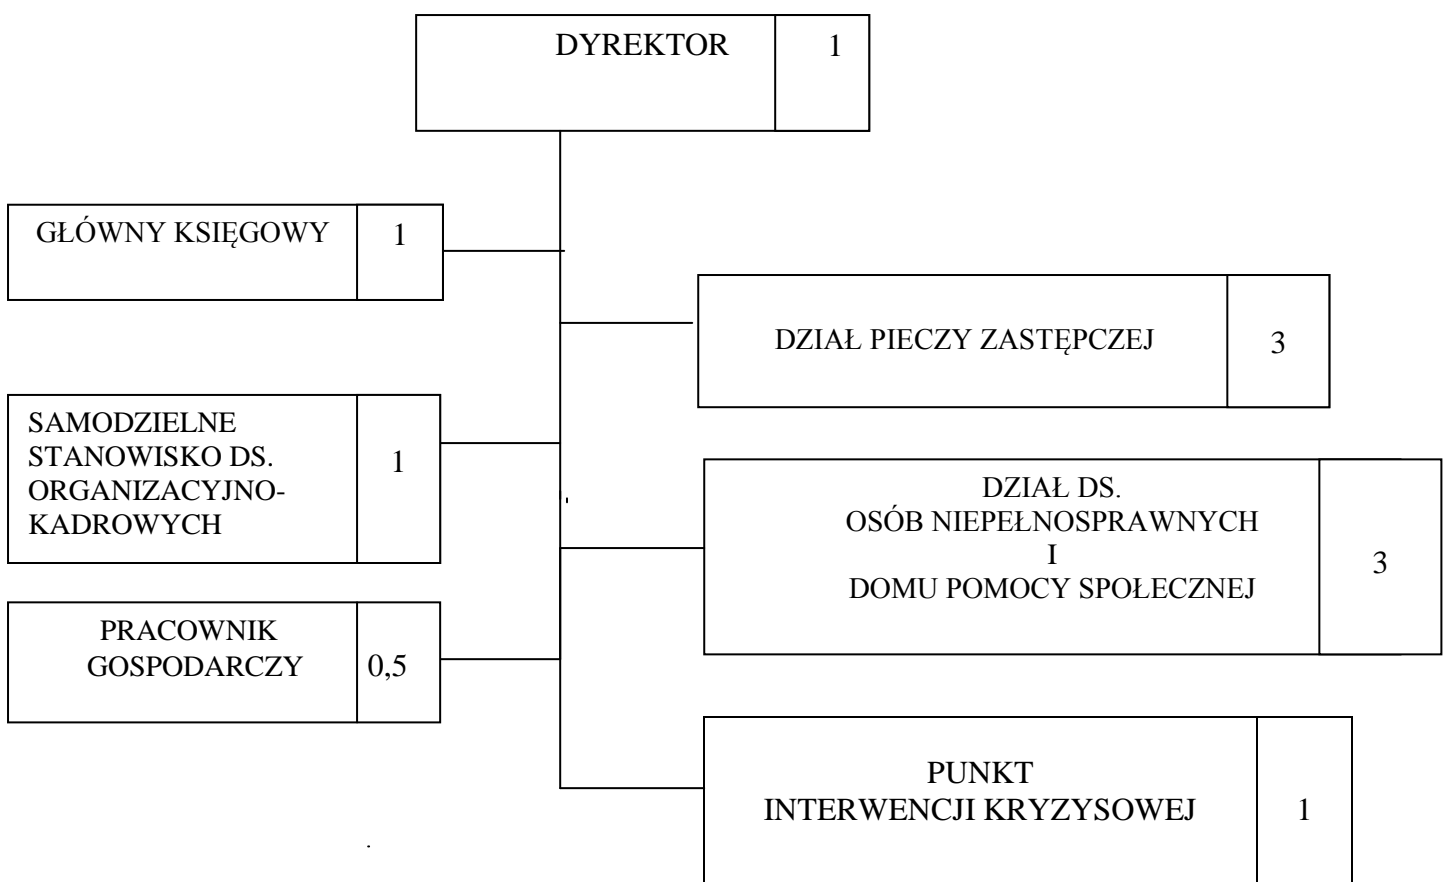 DYREKTOR 1
GŁÓWNY KSIĘGOWY 1
DZIAŁ PIECZY ZASTĘPCZEJ 3
SAMODZIELNE
STANOWISKO DS.
ORGANIZACYJNO-
KADROWYCH
1
DZIAŁ DS.
OSÓB NIEPEŁNOSPRAWNYCH
I
DOMU POMOCY SPOŁECZNEJ
3
PRACOWNIK
GOSPODARCZY 0,5
PUNKT
INTERWENCJI KRYZYSOWEJ 1